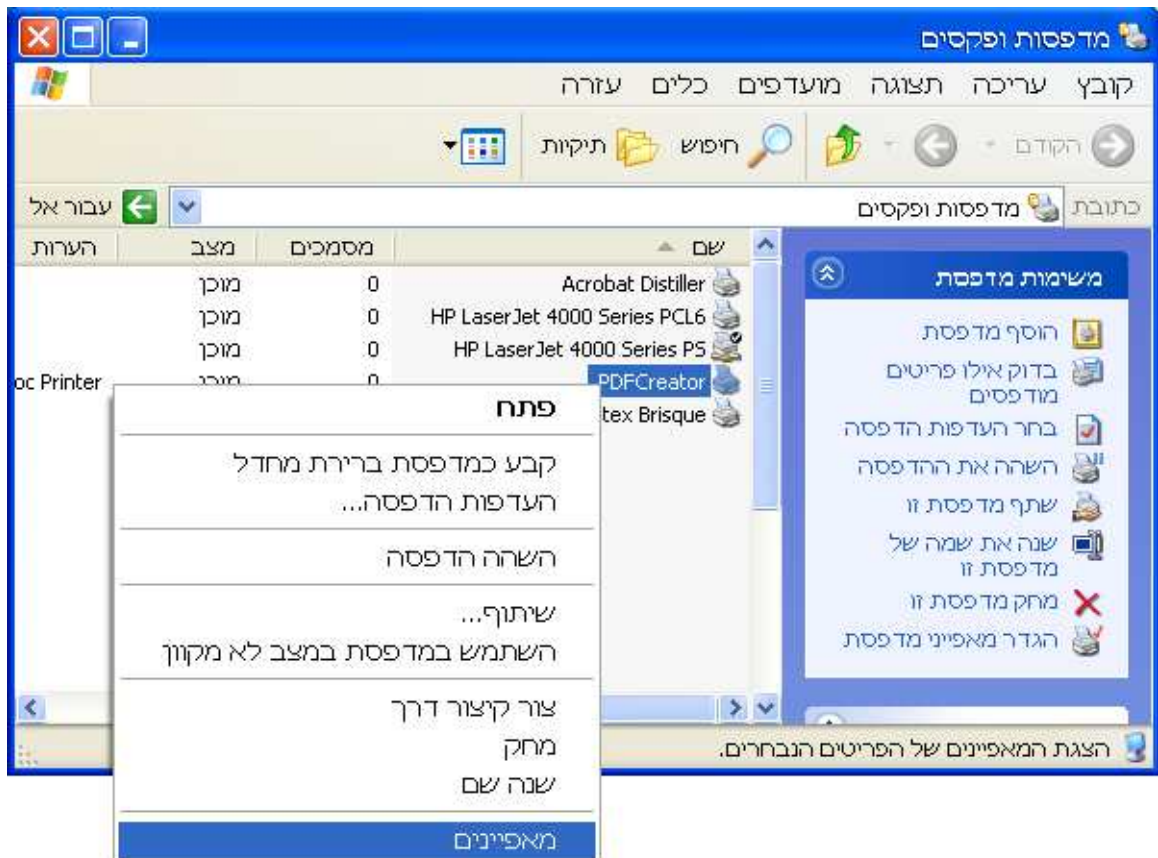 מדפסות ופקסים
קובץ עריכה תצוגה מועדפים כלים עזרה
הקודם חיפוש תיקיות
כתובת מדפסות ופקסים עבור אל
משימות מדפסת
הוסף מדפסת
בדוק אילו פריטים
מודפסים
בחר העדפות הדפסה
השהה את ההדפסה
שתף מדפסת זו
שנה את שמה של
מדפסת זו
מחק מדפסת זו
הגדר מאפייני מדפסת
שם מסמכים מצב הערות
Acrobat Distiller 0 מוכן
HP LaserJet 4000 Series PCL6 0 מוכן
HP LaserJet 4000 Series PS 0 מוכן
PDFCreator 0 מוכן oc Printer
tex Brisque
פתח
קבע כמדפסת ברירת מחדל
העדפות הדפסה...
השהה הדפסה
שיתוף...
השתמש במדפסת במצב לא מקוון
צור קיצור דרך
מחק
שנה שם
מאפיינים
הצגת המאפיינים של הפריטים הנבחרים.